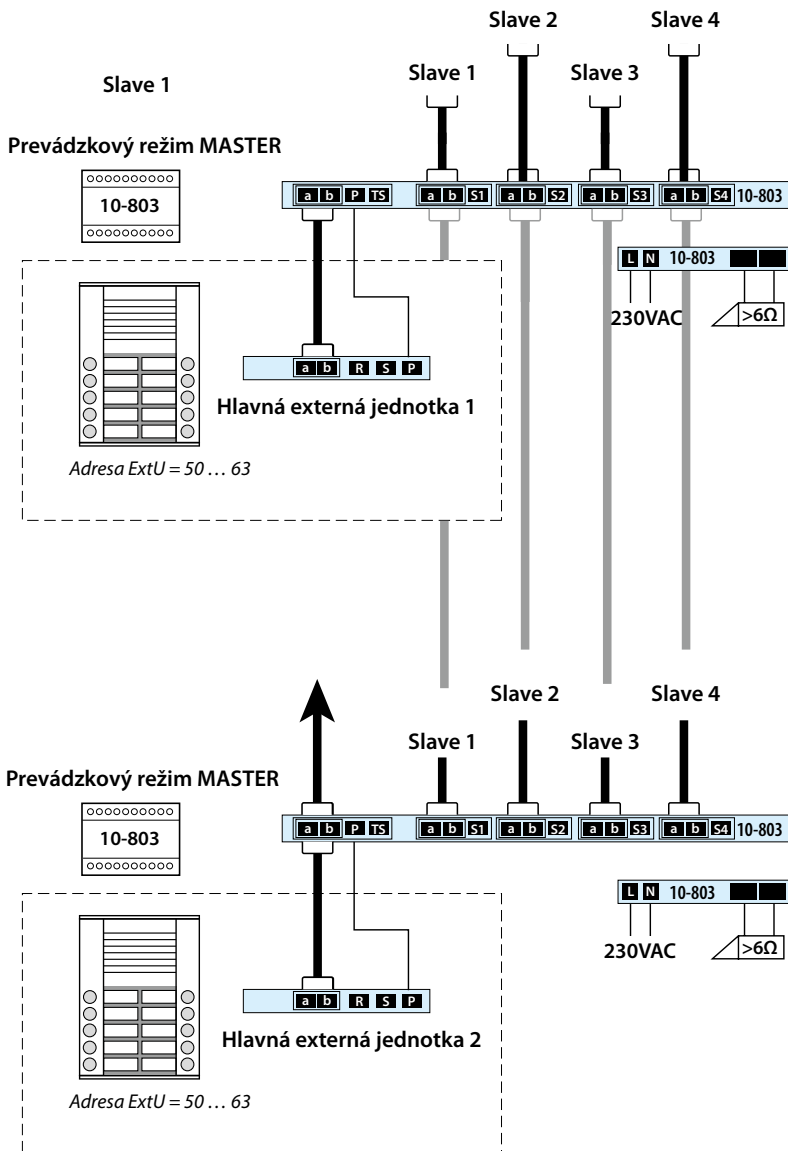 Slave 2
Slave 4
Slave 1
Slave 3
Slave 1
Prevádzkový režim MASTER
10-803
a b P TS a b S1 a b S2 a b S3 a b S4 10-803
L N 10-803
230VAC >6Ω
a b R S P
Hlavná externá jednotka 1
Adresa ExtU = 50 … 63
Slave 2
Slave 4
Slave 1
Slave 3
Prevádzkový režim MASTER
10-803
a b P TS a b S1 a b S2 a b S3 a b S4 10-803
L N 10-803
230VAC >6Ω
a b R S P
Hlavná externá jednotka 2
Adresa ExtU = 50 … 63